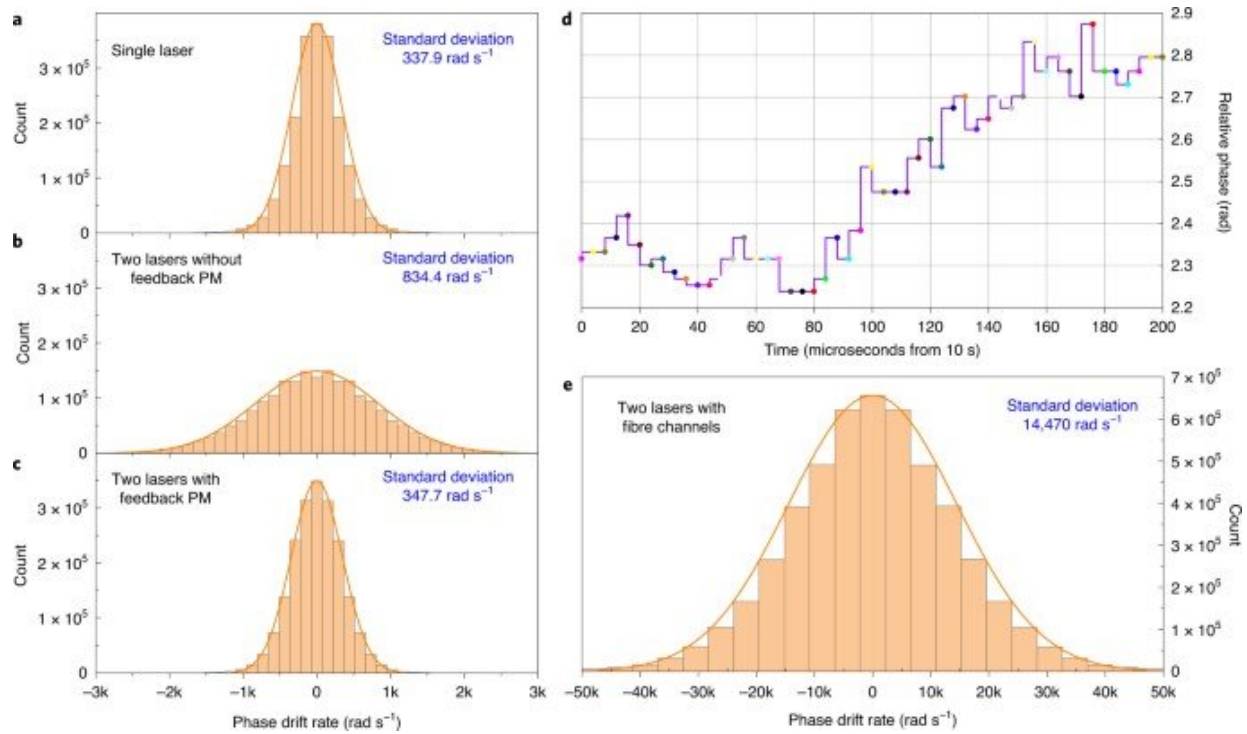 a
Single laser
Standard deviation
337.9 rad s⁻¹
Count
3 × 10⁵
2 × 10⁵
1 × 10⁵
0
b
Two lasers without
feedback PM
Standard deviation
834.4 rad s⁻¹
Count
3 × 10⁵
2 × 10⁵
1 × 10⁵
0
c
Two lasers with
feedback PM
Standard deviation
347.7 rad s⁻¹
Count
3 × 10⁵
2 × 10⁵
1 × 10⁵
0
−3k −2k −1k 0 1k 2k 3k
Phase drift rate (rad s⁻¹)
d
2.9
2.8
2.7
2.6
2.5
2.4
2.3
2.2
Relative phase (rad)
0 20 40 60 80 100 120 140 160 180 200
Time (microseconds from 10 s)
e
Two lasers with
fibre channels
Standard deviation
14,470 rad s⁻¹
7 × 10⁵
6 × 10⁵
5 × 10⁵
4 × 10⁵
3 × 10⁵
2 × 10⁵
1 × 10⁵
0
Count
−50k −40k −30k −20k −10k 0 10k 20k 30k 40k 50k
Phase drift rate (rad s⁻¹)